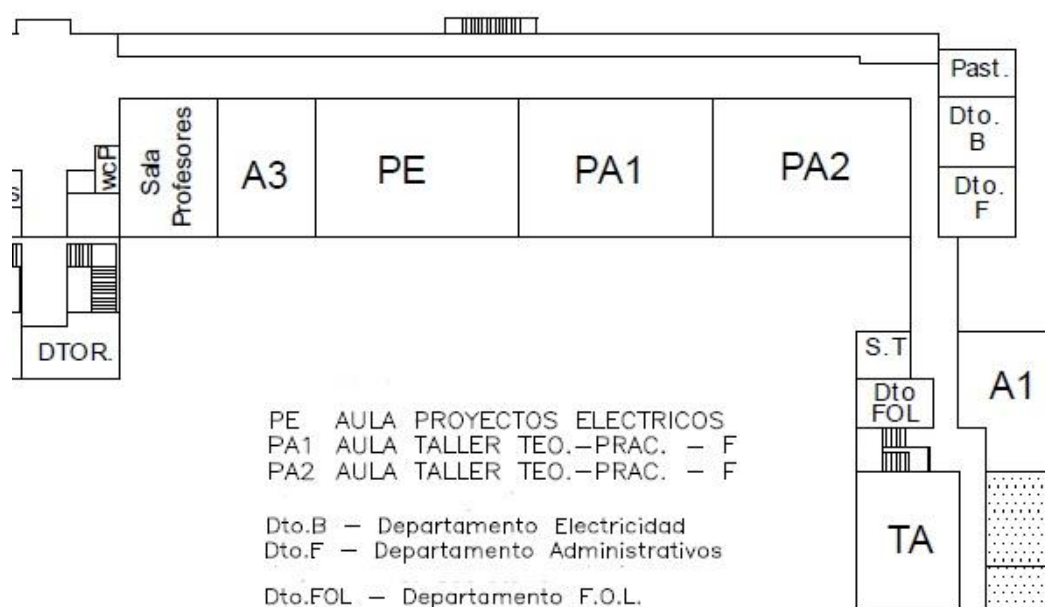 Past.
Dto.
B
Dto.
F
wcP
Sala
Profesores
A3
PE
PA1
PA2
DTOR.
S.T
Dto
FOL
A1
TA
PE AULA PROYECTOS ELECTRICOS
PA1 AULA TALLER TEO.-PRAC. - F
PA2 AULA TALLER TEO.-PRAC. - F
Dto.B - Departamento Electricidad
Dto.F - Departamento Administrativos
Dto.FOL - Departamento F.O.L.